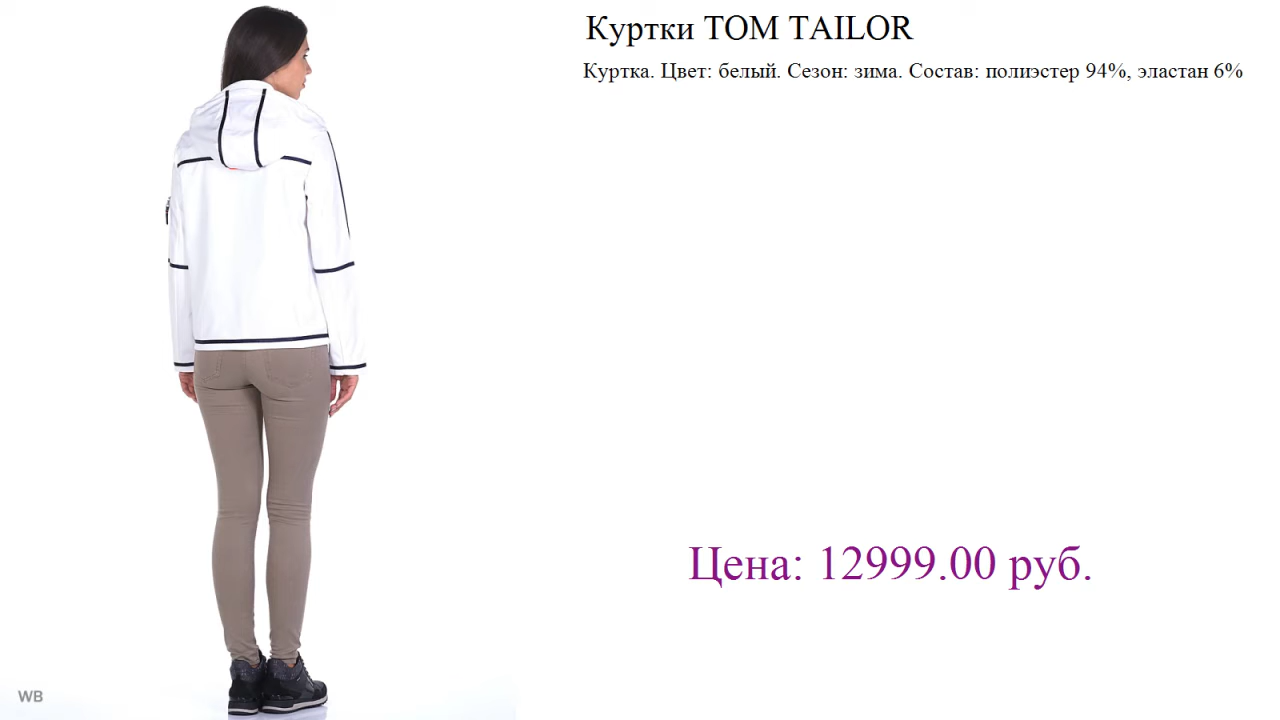 Куртки TOM TAILOR
Куртка. Цвет: белый. Сезон: зима. Состав: полиэстер 94%, эластан 6%
Цена: 12999.00 руб.
WB